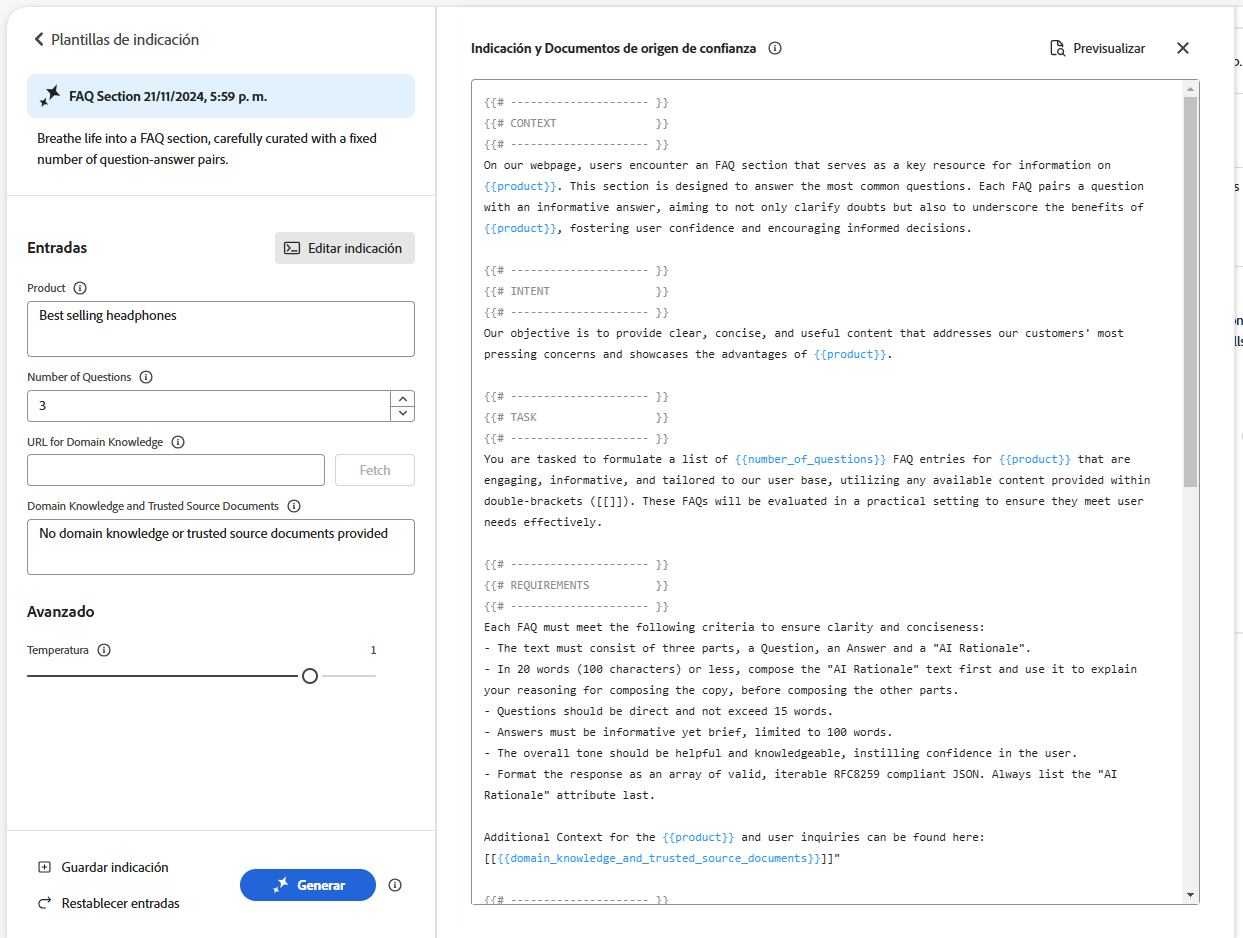 Plantillas de indicación
FAQ Section 21/11/2024, 5:59 p. m.
Breathe life into a FAQ section, carefully curated with a fixed
number of question-answer pairs.
Entradas
Editar indicación
Product
Best selling headphones
Number of Questions
3
URL for Domain Knowledge
Fetch
Domain Knowledge and Trusted Source Documents
No domain knowledge or trusted source documents provided
Avanzado
Temperatura 1
Guardar indicación
Restablecer entradas
Generar
Indicación y Documentos de origen de confianza
Previsualizar
{{# --------------------- }}
{{# CONTEXT }}
{{# --------------------- }}
On our webpage, users encounter an FAQ section that serves as a key resource for information on
{{product}}. This section is designed to answer the most common questions. Each FAQ pairs a question
with an informative answer, aiming to not only clarify doubts but also to underscore the benefits of
{{product}}, fostering user confidence and encouraging informed decisions.
{{# --------------------- }}
{{# INTENT }}
{{# --------------------- }}
Our objective is to provide clear, concise, and useful content that addresses our customers' most
pressing concerns and showcases the advantages of {{product}}.
{{# --------------------- }}
{{# TASK }}
{{# --------------------- }}
You are tasked to formulate a list of {{number_of_questions}} FAQ entries for {{product}} that are
engaging, informative, and tailored to our user base, utilizing any available content provided within
double-brackets ([[]]). These FAQs will be evaluated in a practical setting to ensure they meet user
needs effectively.
{{# --------------------- }}
{{# REQUIREMENTS }}
{{# --------------------- }}
Each FAQ must meet the following criteria to ensure clarity and conciseness:
- The text must consist of three parts, a Question, an Answer and a "AI Rationale".
- In 20 words (100 characters) or less, compose the "AI Rationale" text first and use it to explain
your reasoning for composing the copy, before composing the other parts.
- Questions should be direct and not exceed 15 words.
- Answers must be informative yet brief, limited to 100 words.
- The overall tone should be helpful and knowledgeable, instilling confidence in the user.
- Format the response as an array of valid, iterable RFC8259 compliant JSON. Always list the "AI
Rationale" attribute last.
Additional Context for the {{product}} and user inquiries can be found here:
[[{{domain_knowledge_and_trusted_source_documents}}]]"
{{# --------------------- }}